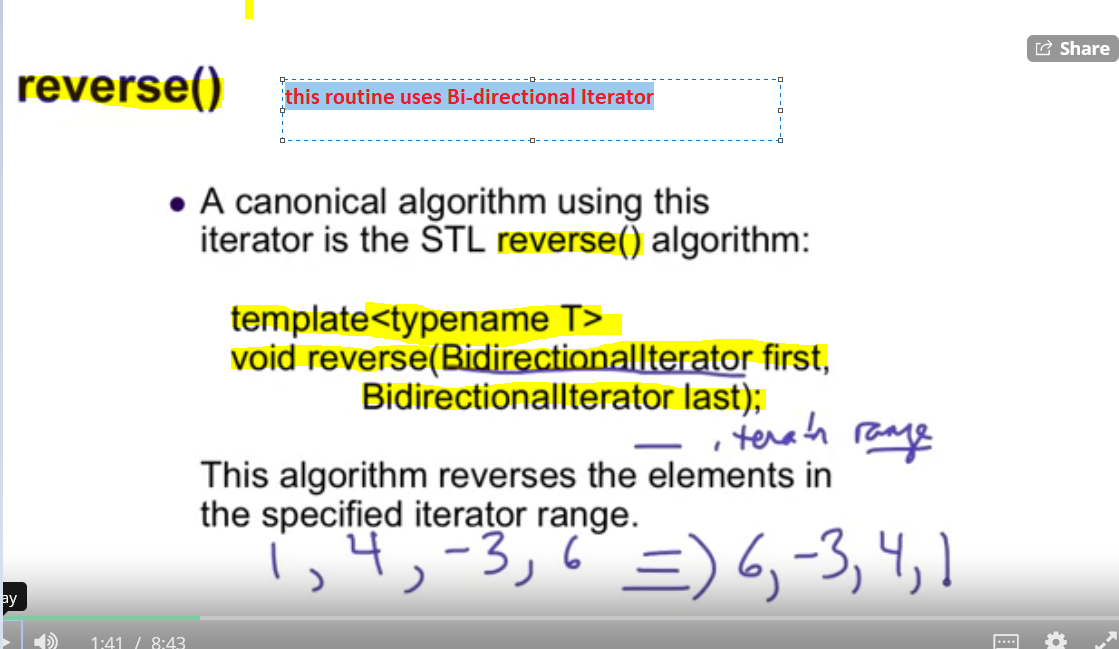 Share
reverse()
this routine uses Bi-directional Iterator
• A canonical algorithm using this
iterator is the STL reverse() algorithm:
template<typename T>
void reverse(BidirectionalIterator first,
BidirectionalIterator last);
iterator range
This algorithm reverses the elements in
the specified iterator range.
1, 4, -3, 6 => 6, -3, 4, 1
ay
1:41 / 8:43